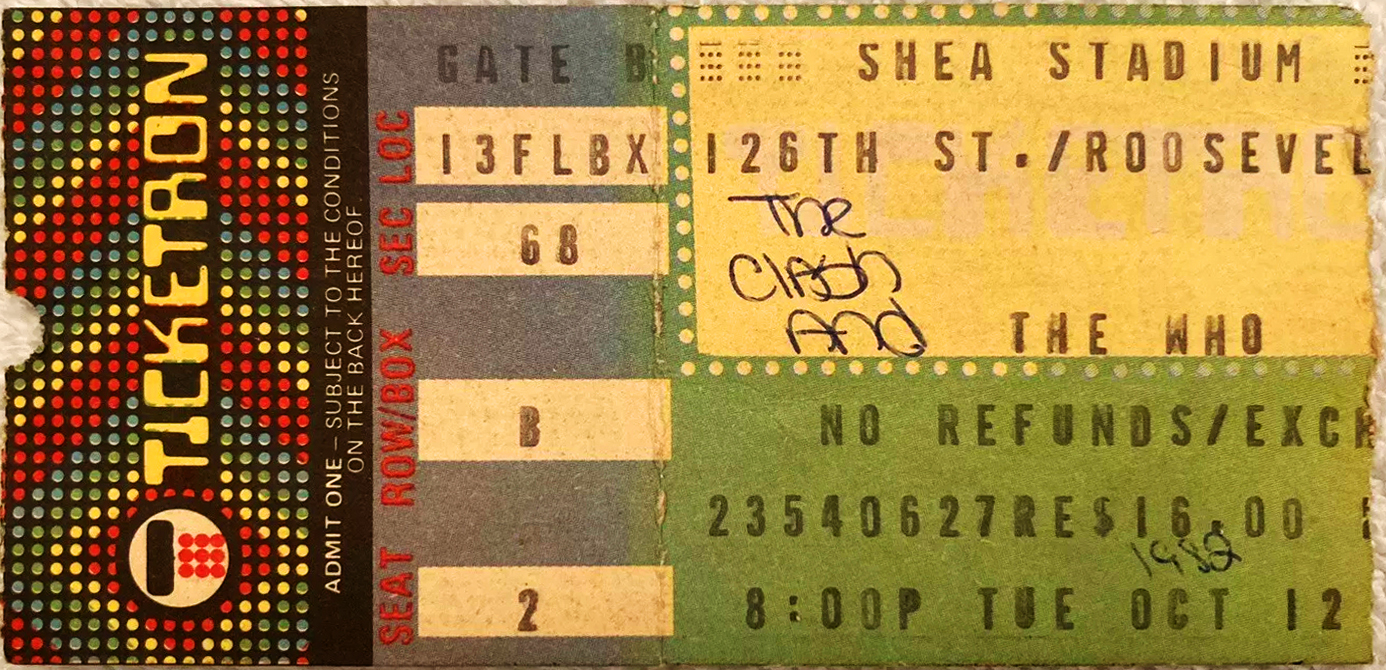 TICKETRON
ADMIT ONE – SUBJECT TO THE CONDITIONS
ON THE BACK HEREOF.
GATE B
SEC LOC
13FLBX
68
ROW/BOX
B
SEAT
2
SHEA STADIUM
126TH ST./ROOSEVEL
The
Clash
And
THE WHO
NO REFUNDS/EXCH
23540627RES$16.00
1982
8:00P TUE OCT 12